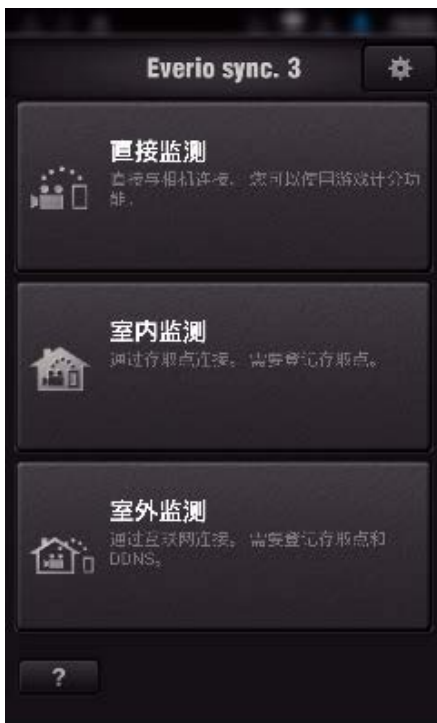 Everio sync. 3
直接监测
直接与相机连接。您可以使用游戏计分功
能。
室内监测
通过存取点连接。需要登记存取点。
室外监测
通过互联网连接。需要登记存取点和
DDNS。
?